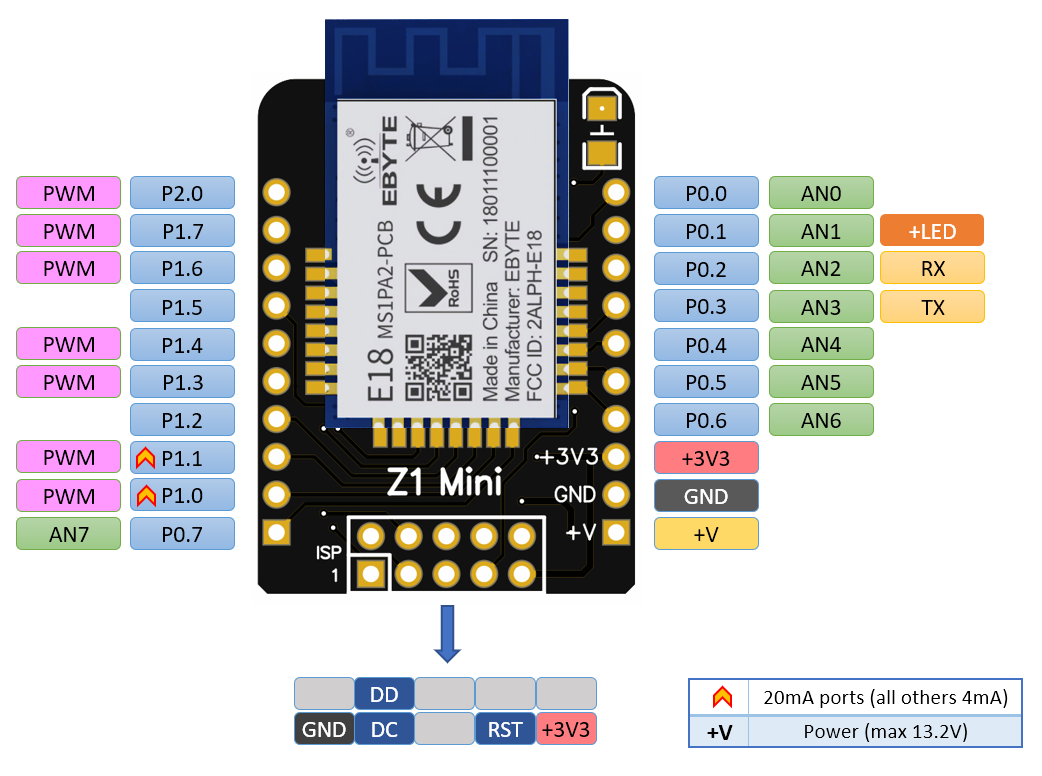 PWM P2.0
PWM P1.7
PWM P1.6
P1.5
PWM P1.4
PWM P1.3
P1.2
PWM P1.1
PWM P1.0
AN7 P0.7
®
EBYTE
E18 MS1PA2-PCB
RoHS
Made in China SN: 18011100001
Manufacturer: EBYTE
FCC ID: 2ALPH-E18
Z1 Mini
+3V3
GND
+V
ISP
1
P0.0 AN0
P0.1 AN1 +LED
P0.2 AN2 RX
P0.3 AN3 TX
P0.4 AN4
P0.5 AN5
P0.6 AN6
+3V3
GND
+V
DD
GND DC RST +3V3
20mA ports (all others 4mA)
+V Power (max 13.2V)